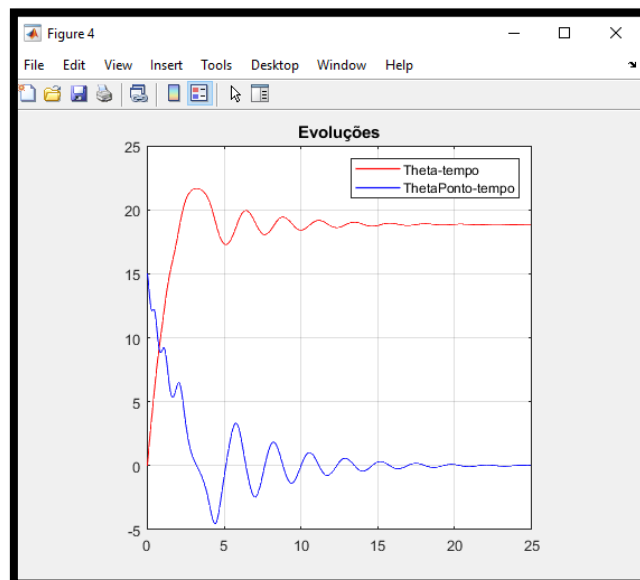 Figure 4
File Edit View Insert Tools Desktop Window Help
Evoluções
Theta-tempo
ThetaPonto-tempo
25
20
15
10
5
0
-5
0 5 10 15 20 25